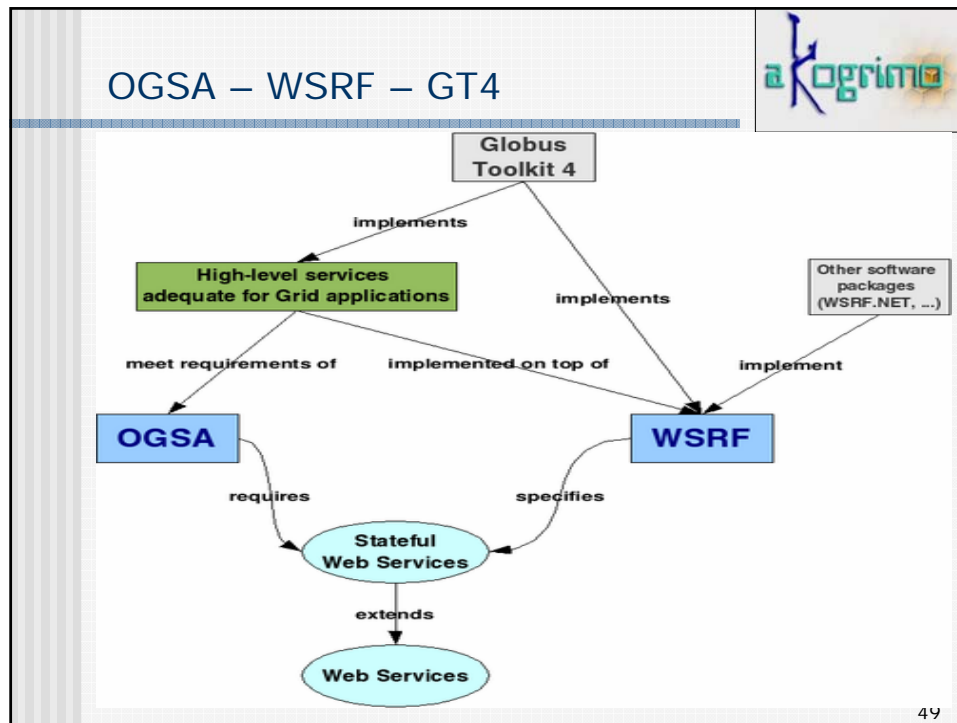 OGSA – WSRF – GT4
akogrimo
Globus
Toolkit 4
implements
High-level services
adequate for Grid applications
implements
Other software
packages
(WSRF.NET, ...)
meet requirements of
implemented on top of
implement
OGSA
WSRF
requires
specifies
Stateful
Web Services
extends
Web Services
49